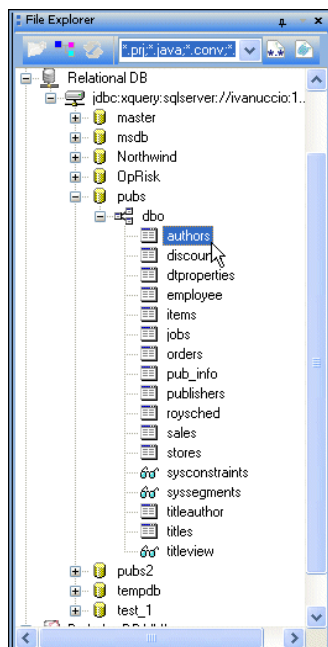 File Explorer
*.prj;*.java;*.conv;*.
Relational DB
jdbc:xquery:sqlserver://ivanuccio:1...
master
msdb
Northwind
OpRisk
pubs
dbo
authors
dtproperties
employee
items
jobs
orders
pub_info
publishers
roysched
sales
stores
sysconstraints
syssegments
titleauthor
titles
titleview
pubs2
tempdb
test_1